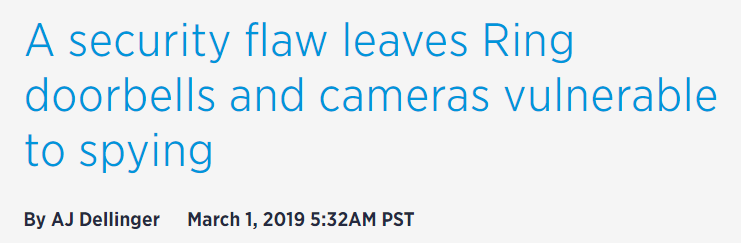 A security flaw leaves Ring
doorbells and cameras vulnerable
to spying
By AJ Dellinger March 1, 2019 5:32AM PST